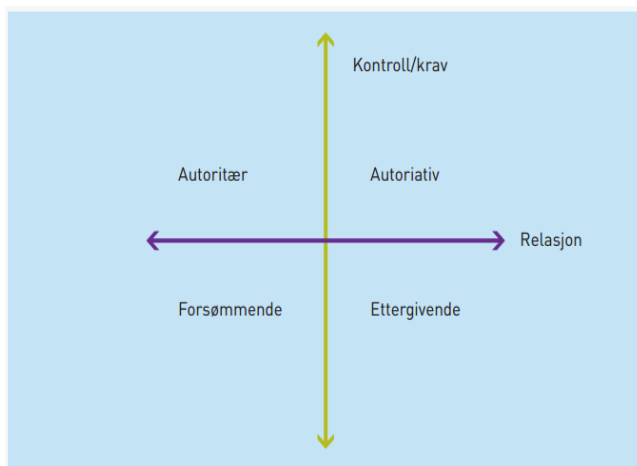 Kontroll/krav
Autoritær
Autoriativ
Relasjon
Forsømmende
Ettergivende